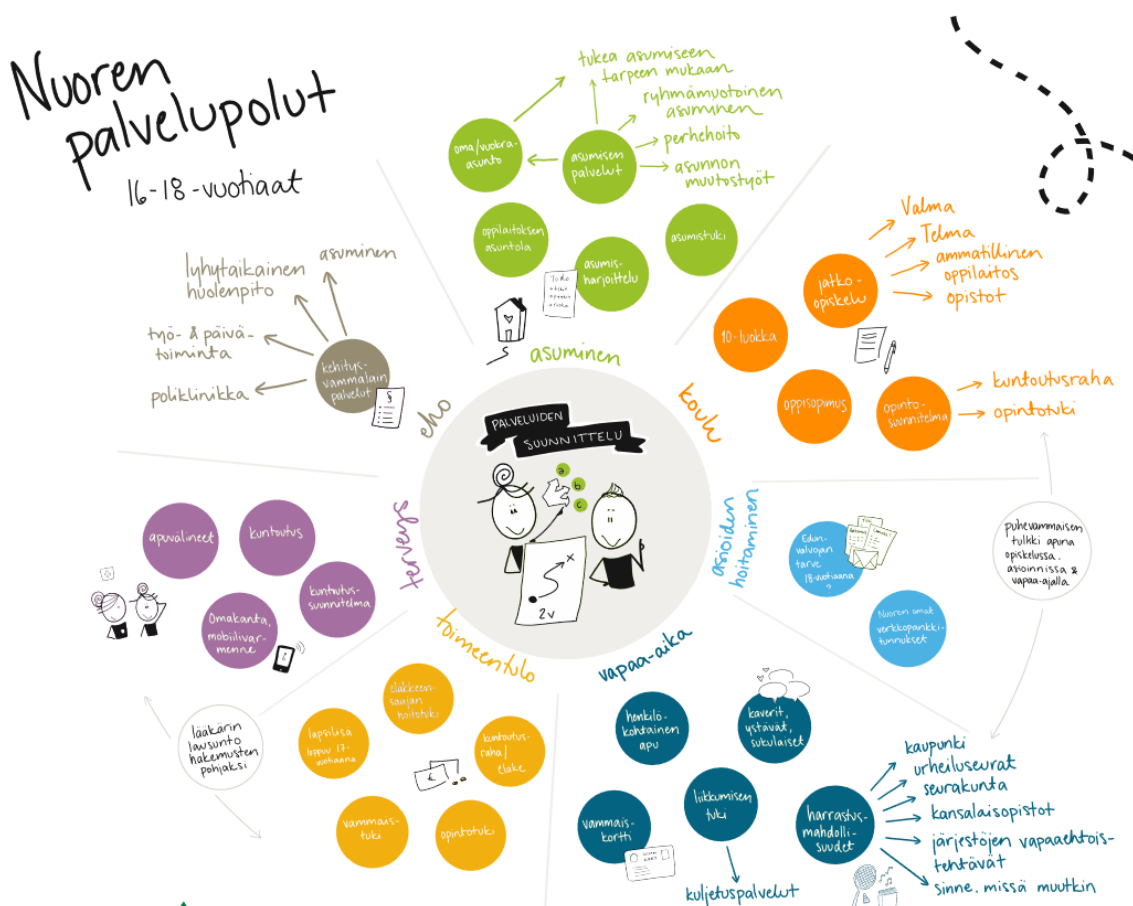 Nuoren
palvelupolut
16-18-vuotiaat
tukea asumiseen
tarpeen mukaan
ryhmämuotoinen
asuminen
perhehoito
asunnon
muutostyöt
oma/vuokra-
asunto
asumisen
palvelut
oppilaitoksen
asuntola
asumis-
harjoittelu
asumistuki
asuminen
Valma
Telma
ammatillinen
oppilaitos
opistot
jatko-
opiskelu
10-luokka
oppisopimus
opinto-
suunnitelma
kuntoutusraha
opintotuki
koulu
asuminen
lyhytaikainen
huolenpito
työ- & päivä-
toiminta
poliklinikka
kehitys-
vammalain
palvelut
§
eho
PALVELUIDEN
SUUNNITTELU
a
b
c
x
2v
asioiden
hoitaminen
Edun-
valvojan
tarve
18-vuotiaana
?
Nuoren omat
verkkopankki-
tunnukset
puhevammaisen
tulkki apuna
opiskelussa,
asioinnissa &
vapaa-ajalla
terveys
apuvälineet
kuntoutus
kuntoutus-
suunnitelma
Omakanta,
mobiilivar-
menne
lääkärin
lausunto
hakemusten
pohjaksi
toimeentulo
eläkkeen-
saajan
hoitotuki
lapsilisä
loppuu 17-
vuotiaana
kuntoutus-
raha/
eläke
€
vammais-
tuki
opintotuki
vapaa-aika
henkilö-
kohtainen
apu
kaverit,
ystävät,
sukulaiset
vammais-
kortti
liikkumisen
tuki
kuljetuspalvelut
harrastus-
mahdolli-
suudet
kaupunki
urheiluseurat
seurakunta
kansalaisopistot
järjestöjen vapaaehtois-
tehtävät
sinne, missä muutkin